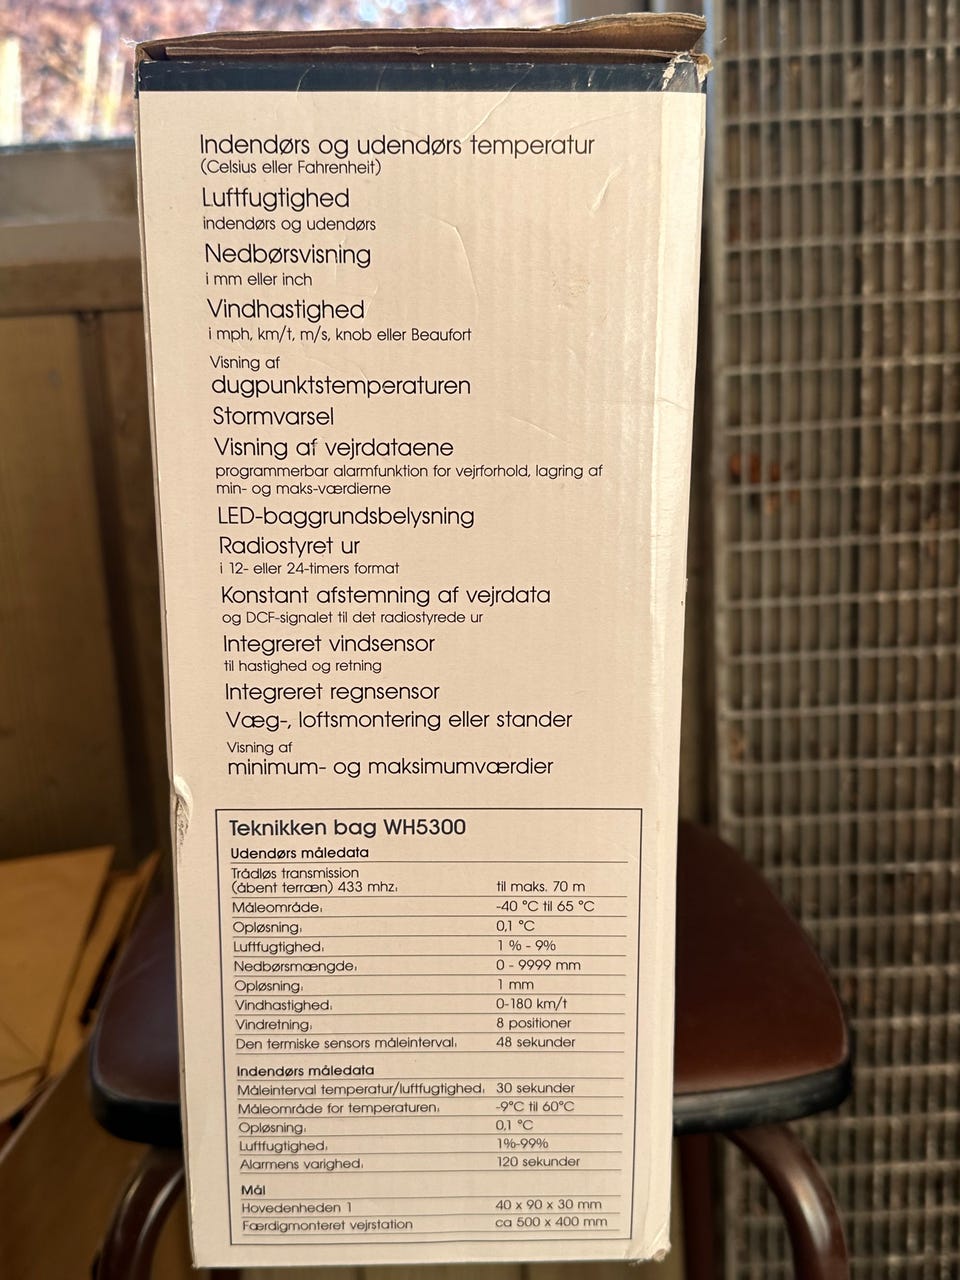 Indendørs og udendørs temperatur
(Celsius eller Fahrenheit)
Luftfugtighed
indendørs og udendørs
Nedbørsvisning
i mm eller inch
Vindhastighed
i mph, km/t, m/s, knob eller Beaufort
Visning af
dugpunktstemperaturen
Stormvarsel
Visning af vejrdataene
programmerbar alarmfunktion for vejrforhold, lagring af
min- og maks-værdierne
LED-baggrundsbelysning
Radiostyret ur
i 12- eller 24-timers format
Konstant afstemning af vejrdata
og DCF-signalet til det radiostyrede ur
Integreret vindsensor
til hastighed og retning
Integreret regnsensor
Væg-, loftsmontering eller stander
Visning af
minimum- og maksimumværdier
Teknikken bag WH5300
Udendørs måledata
Trådløs transmission
(åbent terræn) 433 mhz: til maks. 70 m
Måleområde: -40 °C til 65 °C
Opløsning: 0,1 °C
Luftfugtighed: 1 % - 9%
Nedbørsmængde: 0 - 9999 mm
Opløsning: 1 mm
Vindhastighed: 0-180 km/t
Vindretning: 8 positioner
Den termiske sensors måleinterval: 48 sekunder
Indendørs måledata
Måleinterval temperatur/luftfugtighed: 30 sekunder
Måleområde for temperaturen: -9°C til 60°C
Opløsning: 0,1 °C
Luftfugtighed: 1%-99%
Alarmens varighed: 120 sekunder
Mål
Hovedenheden 1 40 x 90 x 30 mm
Færdigmonteret vejrstation ca 500 x 400 mm